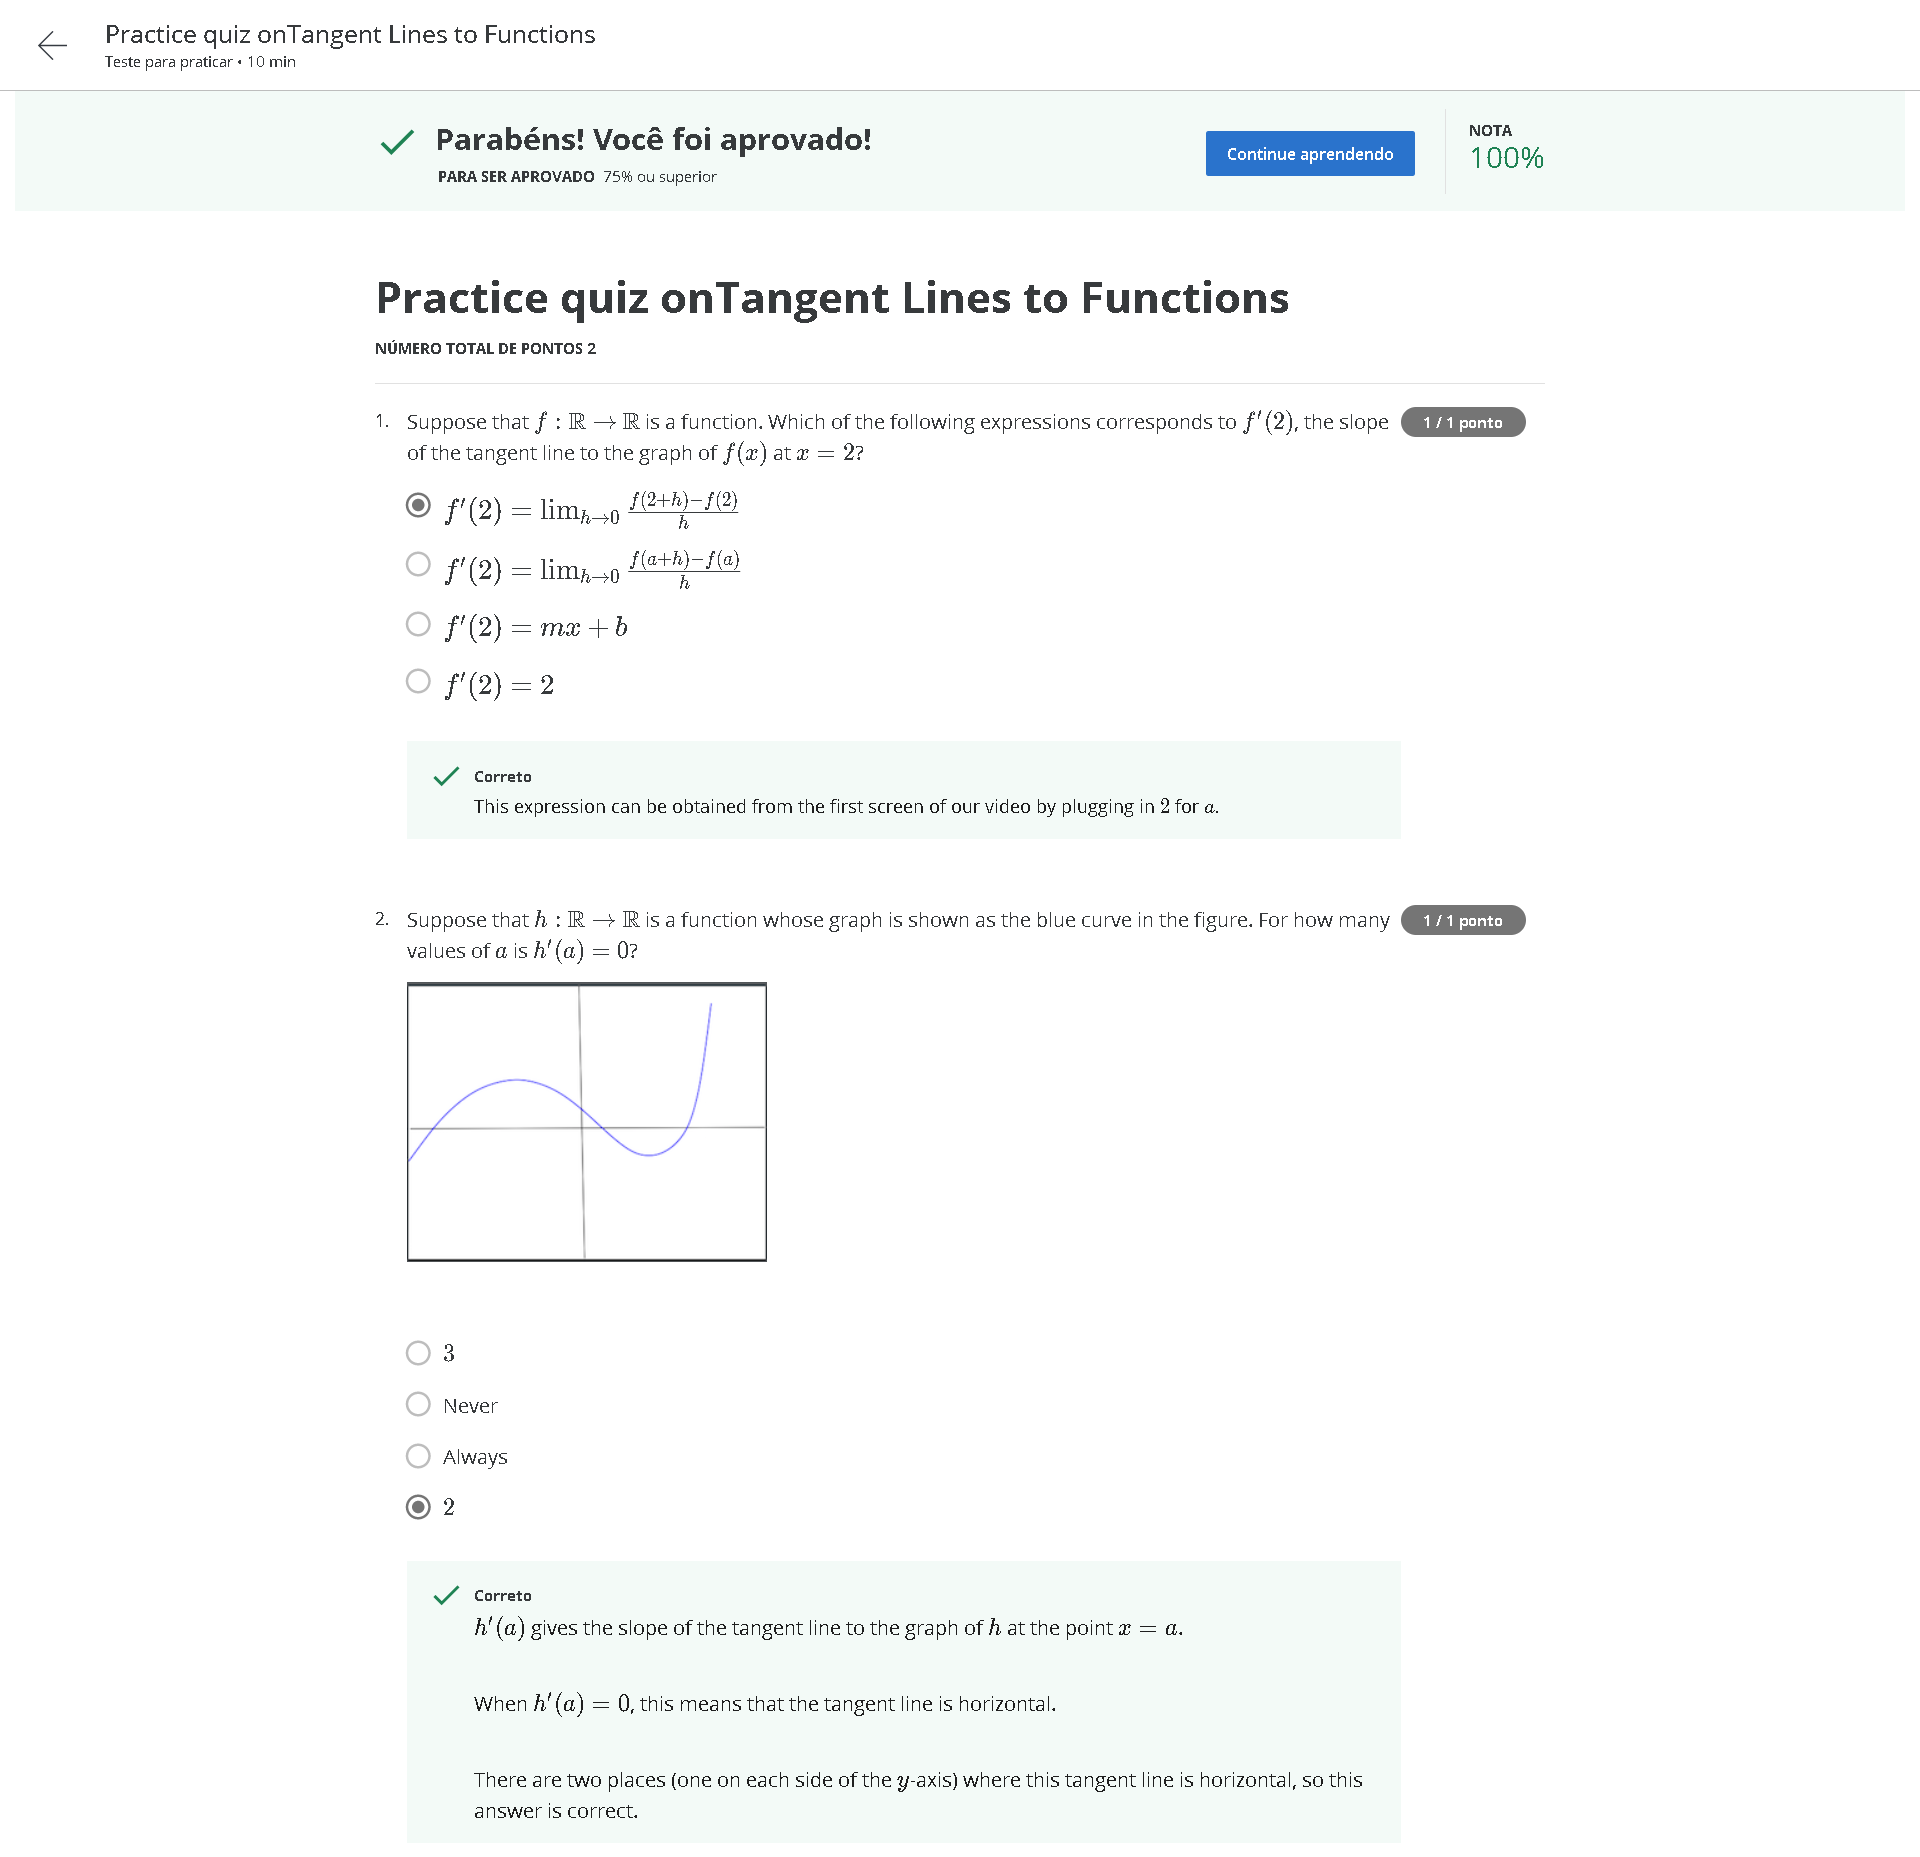 Practice quiz onTangent Lines to Functions
Teste para praticar • 10 min
Parabéns! Você foi aprovado!
PARA SER APROVADO 75% ou superior
Continue aprendendo
NOTA
100%
Practice quiz onTangent Lines to Functions
NÚMERO TOTAL DE PONTOS 2
1. Suppose that f : ℝ → ℝ is a function. Which of the following expressions corresponds to f′(2), the slope
of the tangent line to the graph of f(x) at x = 2?
1 / 1 ponto
f′(2) = lim_{h→0} \frac{f(2+h)−f(2)}{h}
f′(2) = lim_{h→0} \frac{f(a+h)−f(a)}{h}
f′(2) = mx + b
f′(2) = 2
Correto
This expression can be obtained from the first screen of our video by plugging in 2 for a.
2. Suppose that h : ℝ → ℝ is a function whose graph is shown as the blue curve in the figure. For how many
values of a is h′(a) = 0?
1 / 1 ponto
3
Never
Always
2
Correto
h′(a) gives the slope of the tangent line to the graph of h at the point x = a.
When h′(a) = 0, this means that the tangent line is horizontal.
There are two places (one on each side of the y-axis) where this tangent line is horizontal, so this
answer is correct.